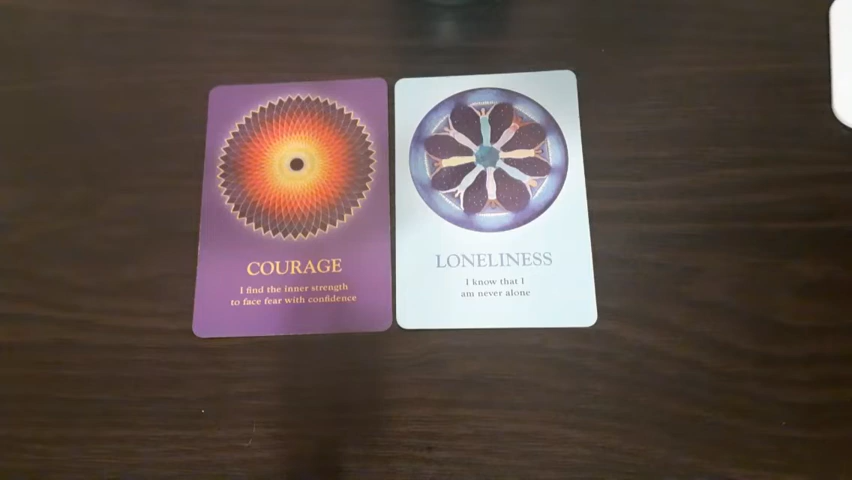 COURAGE
I find the inner strength
to face fear with confidence
LONELINESS
I know that I
am never alone